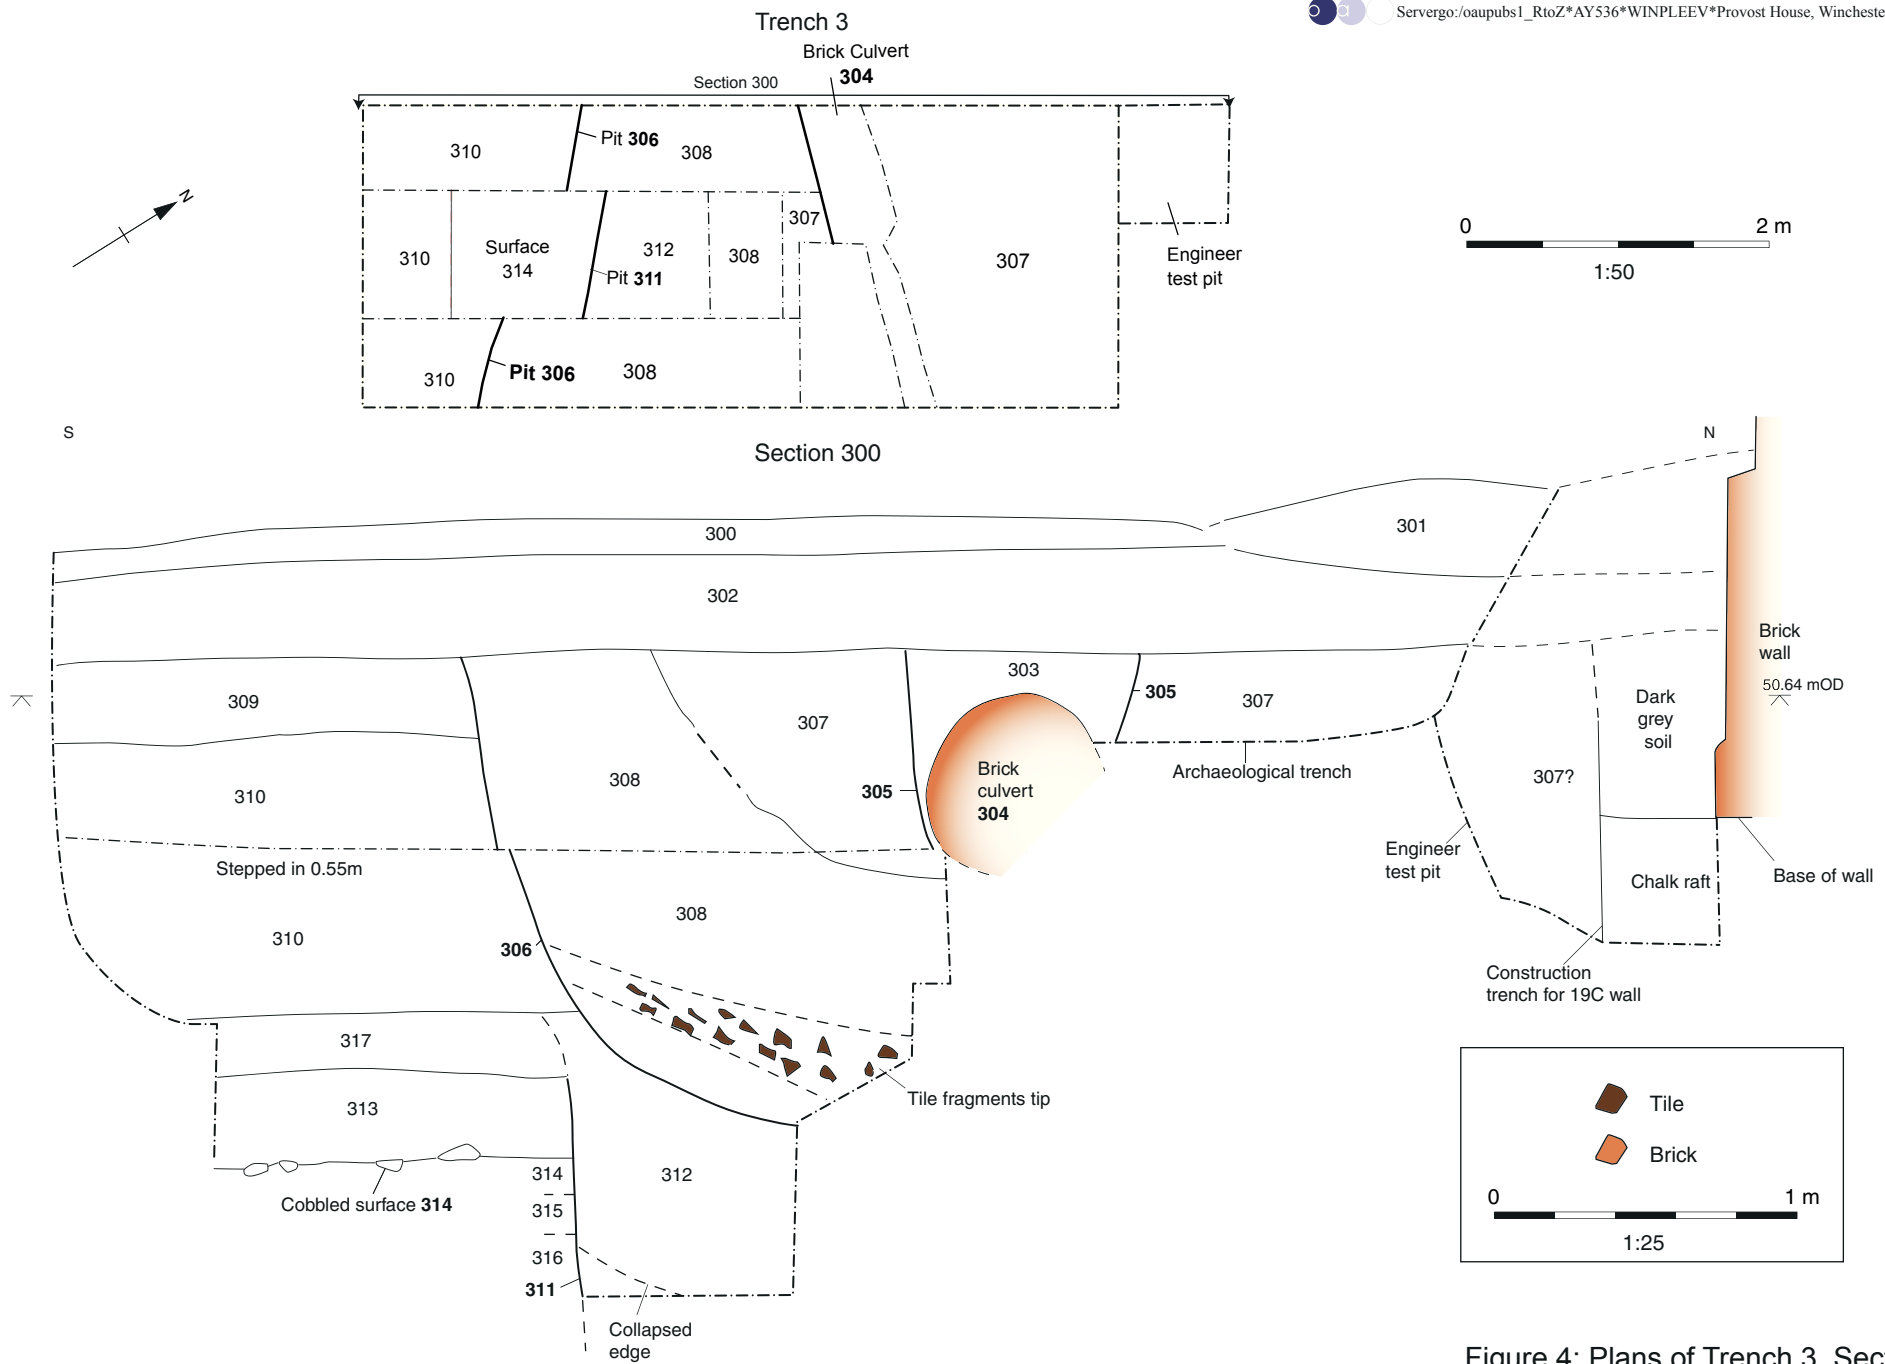 o a Servergo:/oaupubs1_RtoZ*AY536*WINPLEEV*Provost House, Wincheste
Trench 3
Brick Culvert
304
Section 300
310
Pit 306
308
N
310
Surface
314
Pit 311
312
308
307
307
Engineer
test pit
310
Pit 306
308
0 2 m
1:50
S
N
Section 300
300
301
302
303
309
305
307
307
310
308
305
Brick
culvert
304
Archaeological trench
307?
Dark
grey
soil
Brick
wall
50.64 mOD
Stepped in 0.55m
Engineer
test pit
Chalk raft
Base of wall
310
306
308
Construction
trench for 19C wall
317
313
Tile fragments tip
Cobbled surface 314
314
315
316
311
312
Collapsed
edge
Tile
Brick
0 1 m
1:25
Figure 4: Plans of Trench 3, Sec